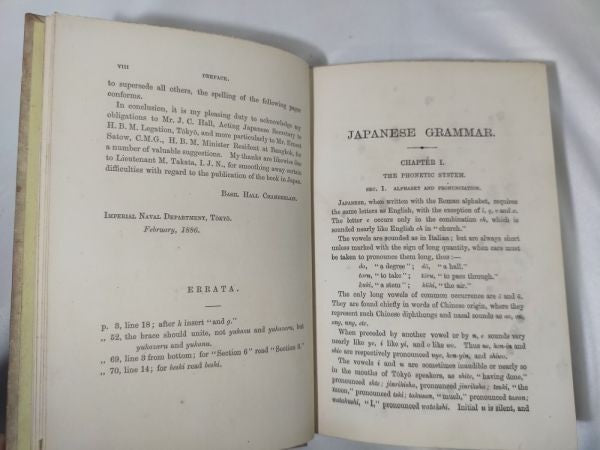 VIII
PREFACE.
to supersede all others, the spelling of the following pages
conforms.
In conclusion, it is my pleasing duty to acknowledge my
obligations to Mr. J. C. Hall, Acting Japanese Secretary to
H. B. M. Legation, Tōkyō, and more particularly to Mr. Ernest
Satow, C.M.G., H. B. M. Minister Resident at Bangkok, for
a number of valuable suggestions. My thanks are likewise due
to Lieutenant M. Takata, I. J. N., for smoothing away certain
difficulties with regard to the publication of the book in Japan.
BASIL HALL CHAMBERLAIN.
IMPERIAL NAVAL DEPARTMENT, TŌKYŌ.
February, 1886.
ERRATA.
p. 3, line 18; after k insert "and g."
„ 52, the brace should unite, not yukazu and yukazaru, but
yukazaru and yukanu.
„ 69, line 3 from bottom; for "Section 6" read "Section 3."
„ 70, line 14; for beski read beshi.
JAPANESE GRAMMAR.
CHAPTER I.
THE PHONETIC SYSTEM.
SEC. 1. ALPHABET AND PRONUNCIATION.
JAPANESE, when written with the Roman alphabet, requires
the same letters as English, with the exception of l, q, v and x.
The letter c occurs only in the combination ch, which is
sounded nearly like English ch in "church."
The vowels are sounded as in Italian; but are always short
unless marked with the sign of long quantity, when care must
be taken to pronounce them long, thus:—
do, "a degree"; dō, "a hall."
toru, "to take"; tōru, "to pass through."
kuki, "a stem"; kūki, "the air."
The only long vowels of common occurrence are ō and ū.
They are found chiefly in words of Chinese origin, where they
represent such Chinese diphthongs and nasal sounds as ao, ou,
ung, ang, etc.
When preceded by another vowel or by n, e sounds very
nearly like ye, i like yi, and o like wo. Thus
shio are respectively pronounced uye, hon-yin, and shiwo.
The vowels i and u are sometimes inaudible or nearly so
in the mouths of Tōkyō speakers, as shite, "having done,"
pronounced shte; jinrikisha, pronounced jinriksha; tsuki, "the
moon," pronounced tski; takusan, "much," pronounced taxan;
watakushi, "I," pronounced watakshi. Initial u is silent, and